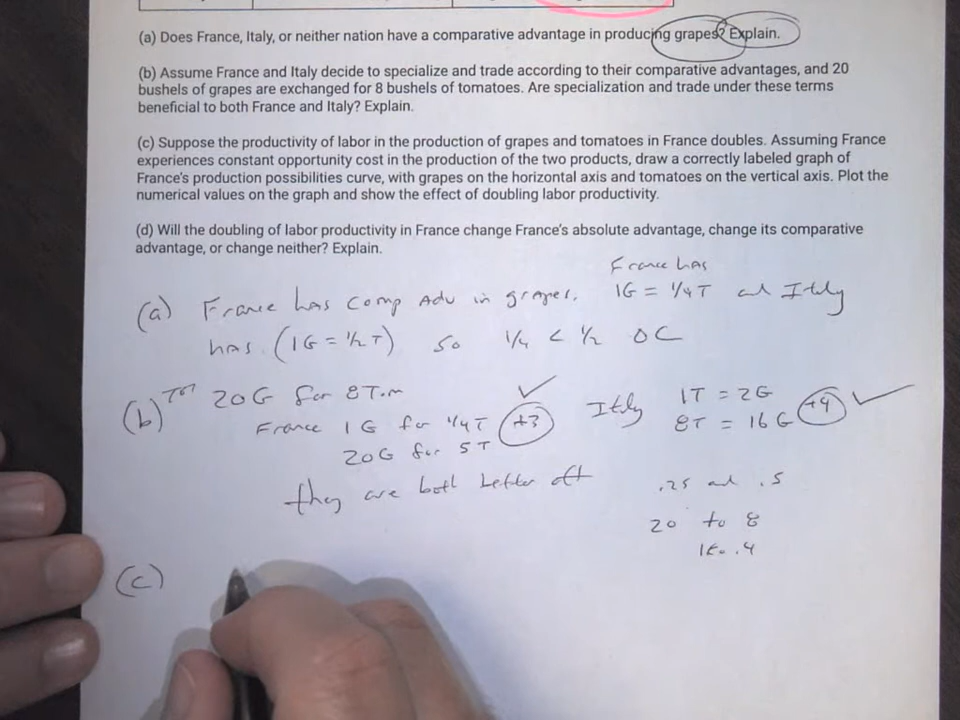 (a) Does France, Italy, or neither nation have a comparative advantage in producing grapes? Explain.
(b) Assume France and Italy decide to specialize and trade according to their comparative advantages, and 20
bushels of grapes are exchanged for 8 bushels of tomatoes. Are specialization and trade under these terms
beneficial to both France and Italy? Explain.
(c) Suppose the productivity of labor in the production of grapes and tomatoes in France doubles. Assuming France
experiences constant opportunity cost in the production of the two products, draw a correctly labeled graph of
France's production possibilities curve, with grapes on the horizontal axis and tomatoes on the vertical axis. Plot the
numerical values on the graph and show the effect of doubling labor productivity.
(d) Will the doubling of labor productivity in France change France's absolute advantage, change its comparative
advantage, or change neither? Explain.
France has
(a) France has comp Adv in grapes. 1G = 1/4T and Italy
has (1G = 1/2T) so 1/4 < 1/2 OC
(b) TOT 20G for 8Tom
France 1G for 1/4T +3 Italy 1T = 2G
20G for 5T 8T = 16G +4
they are both better off
.25 and .5
20 to 8
1 to .4
(c)